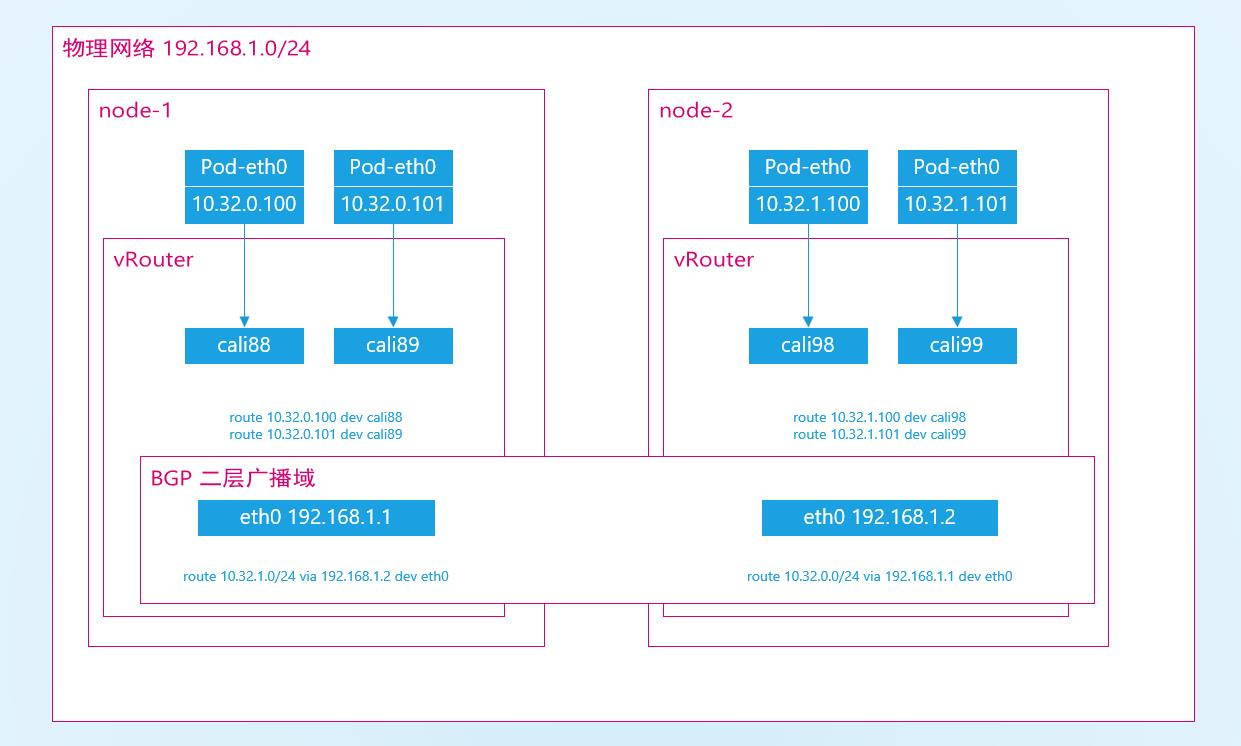 物理网络 192.168.1.0/24
node-1
Pod-eth0
10.32.0.100
Pod-eth0
10.32.0.101
vRouter
cali88
cali89
route 10.32.0.100 dev cali88
route 10.32.0.101 dev cali89
node-2
Pod-eth0
10.32.1.100
Pod-eth0
10.32.1.101
vRouter
cali98
cali99
route 10.32.1.100 dev cali98
route 10.32.1.101 dev cali99
BGP 二层广播域
eth0 192.168.1.1
route 10.32.1.0/24 via 192.168.1.2 dev eth0
eth0 192.168.1.2
route 10.32.0.0/24 via 192.168.1.1 dev eth0